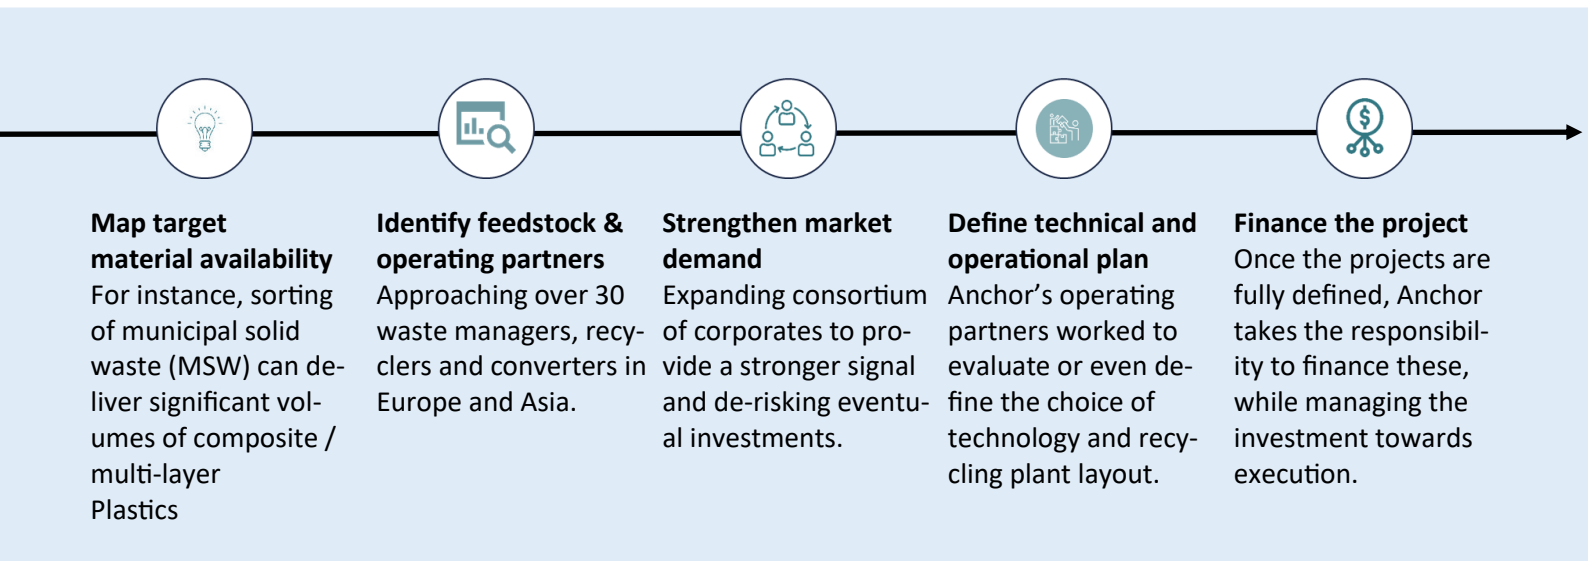 Map target
material availability
For instance, sorting
of municipal solid
waste (MSW) can de-
liver significant vol-
umes of composite /
multi-layer
Plastics
Identify feedstock &
operating partners
Approaching over 30
waste managers, recy-
clers and converters in
Europe and Asia.
Strengthen market
demand
Expanding consortium
of corporates to pro-
vide a stronger signal
and de-risking eventu-
al investments.
Define technical and
operational plan
Anchor’s operating
partners worked to
evaluate or even de-
fine the choice of
technology and recy-
cling plant layout.
Finance the project
Once the projects are
fully defined, Anchor
takes the responsibil-
ity to finance these,
while managing the
investment towards
execution.